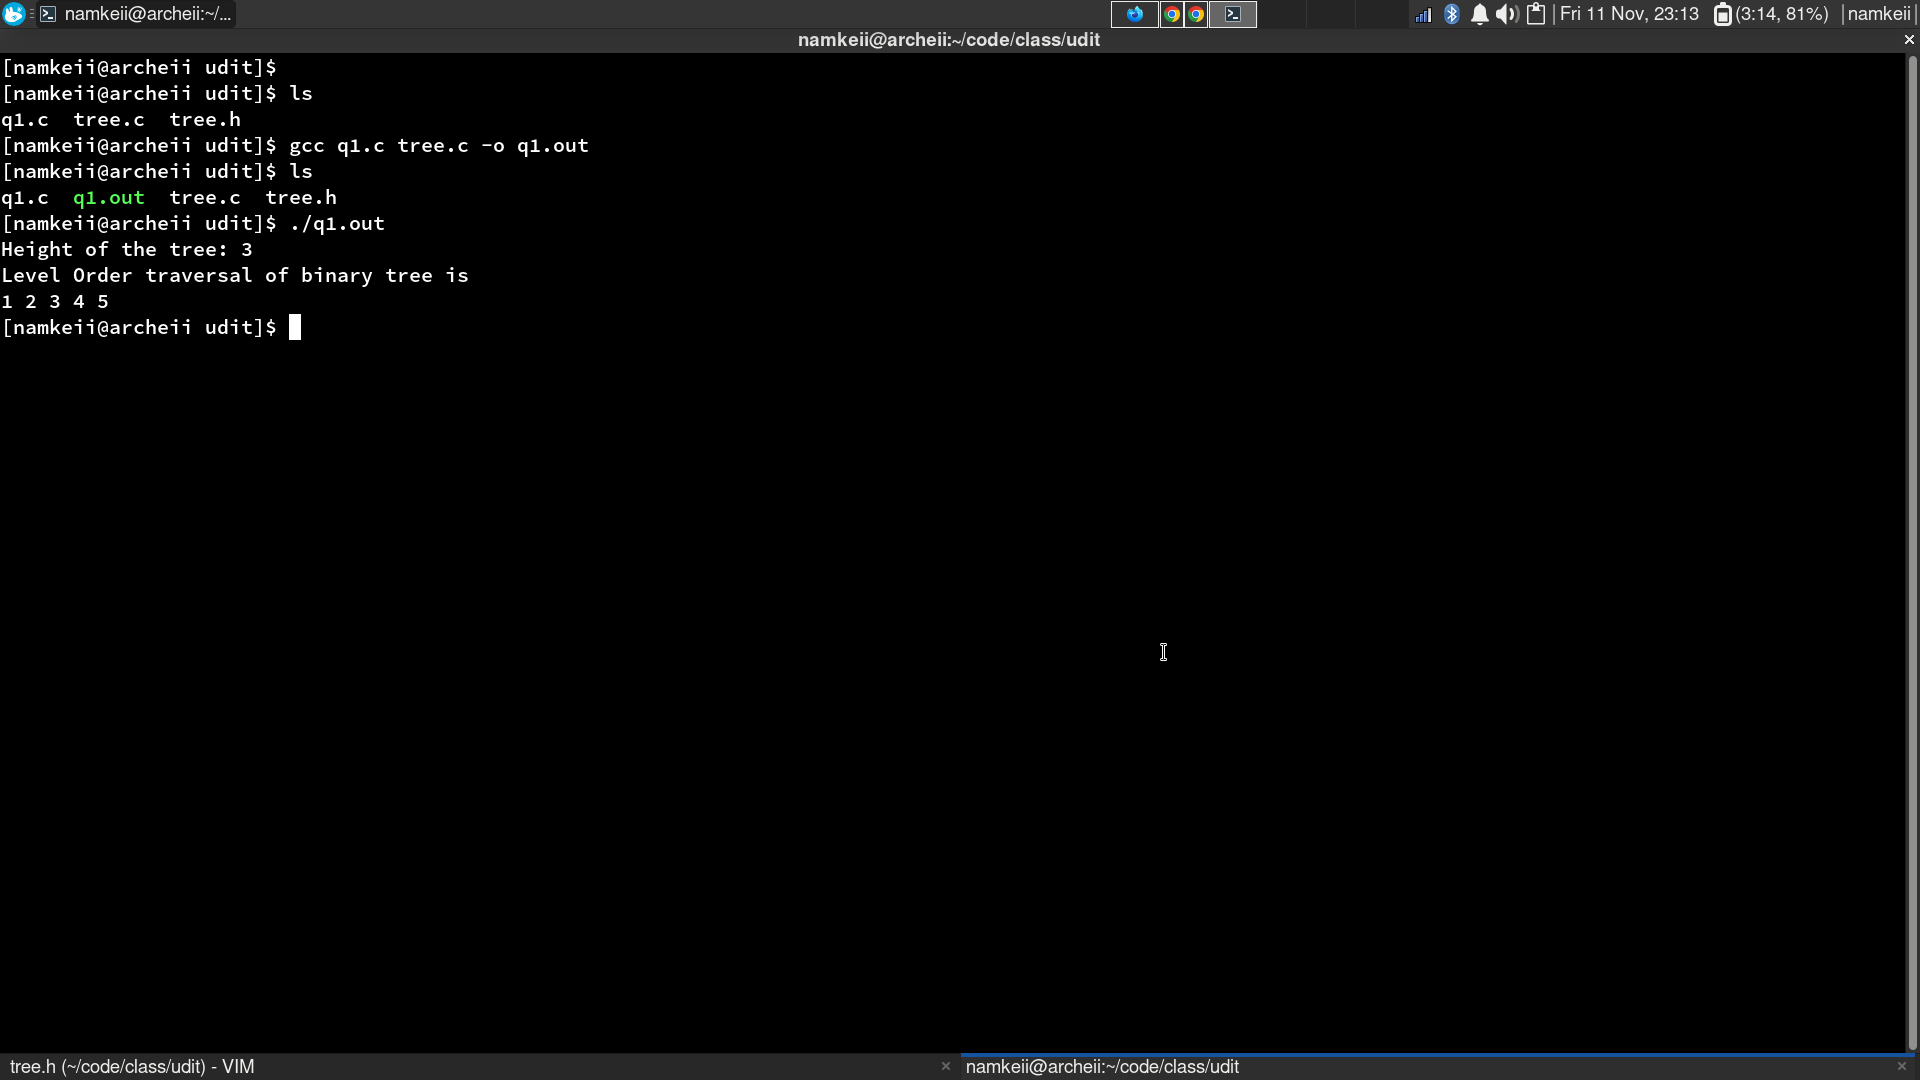 namkeii@archeii:~/...
Fri 11 Nov, 23:13
(3:14, 81%)
namkeii
namkeii@archeii:~/code/class/udit
[namkeii@archeii udit]$
[namkeii@archeii udit]$ ls
q1.c  tree.c  tree.h
[namkeii@archeii udit]$ gcc q1.c tree.c -o q1.out
[namkeii@archeii udit]$ ls
q1.c  q1.out  tree.c  tree.h
[namkeii@archeii udit]$ ./q1.out
Height of the tree: 3
Level Order traversal of binary tree is
1 2 3 4 5
[namkeii@archeii udit]$
tree.h (~/code/class/udit) - VIM
namkeii@archeii:~/code/class/udit